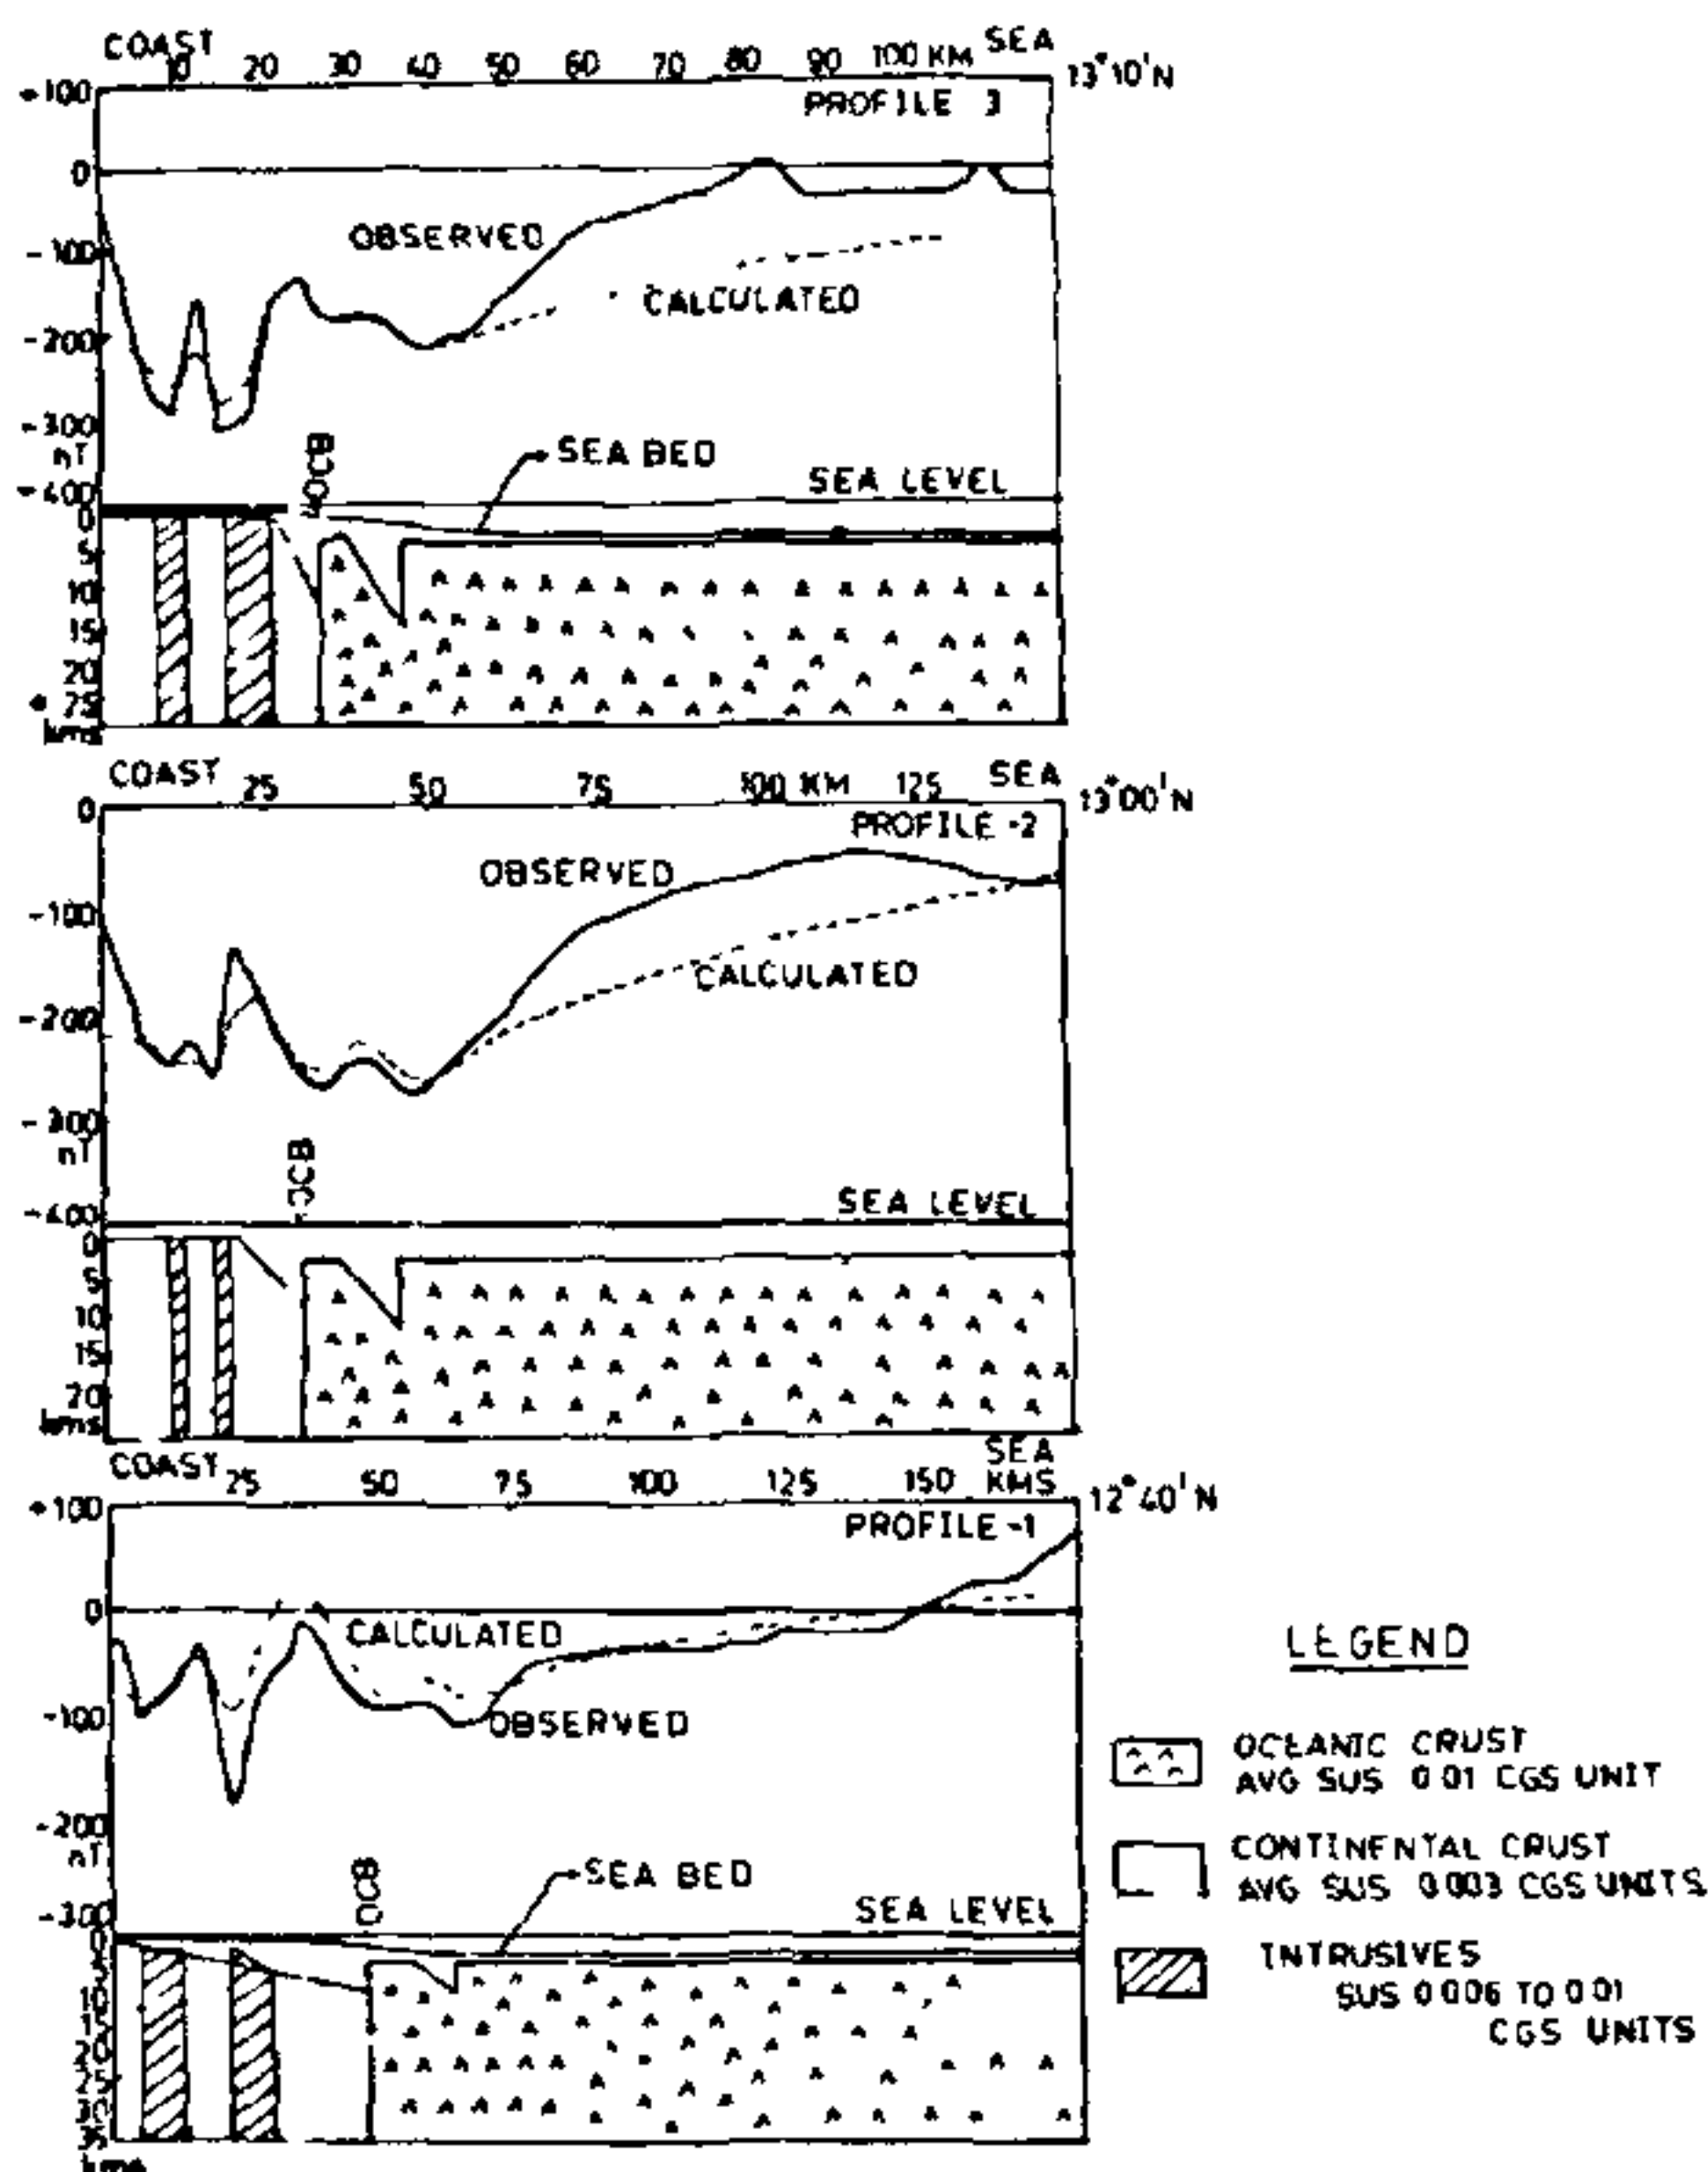 COAST 10 20 30 40 50 60 70 80 90 100 KM SEA
13°10'N
+100
PROFILE 3
0
OBSERVED
-100
CALCULATED
-200
-300
nT
OCB
SEA BED
SEA LEVEL
-400
0
5
10
15
20
25
kms
COAST 25 50 75 100 KM 125 SEA
13°00'N
0
PROFILE -2
OBSERVED
-100
CALCULATED
-200
-300
nT
OCB
SEA LEVEL
-400
0
5
10
15
20
kms
COAST 25 50 75 100 125 150 SEA
KMS
12°40'N
+100
PROFILE -1
0
CALCULATED
-100
OBSERVED
-200
nT
OCB
SEA BED
-300
SEA LEVEL
0
10
15
20
25
30
35
kms
LEGEND
OCEANIC CRUST
AVG SUS 0 01 CGS UNIT
CONTINENTAL CRUST
AVG SUS 0 003 CGS UNITS
INTRUSIVES
SUS 0 006 TO 0 01
CGS UNITS